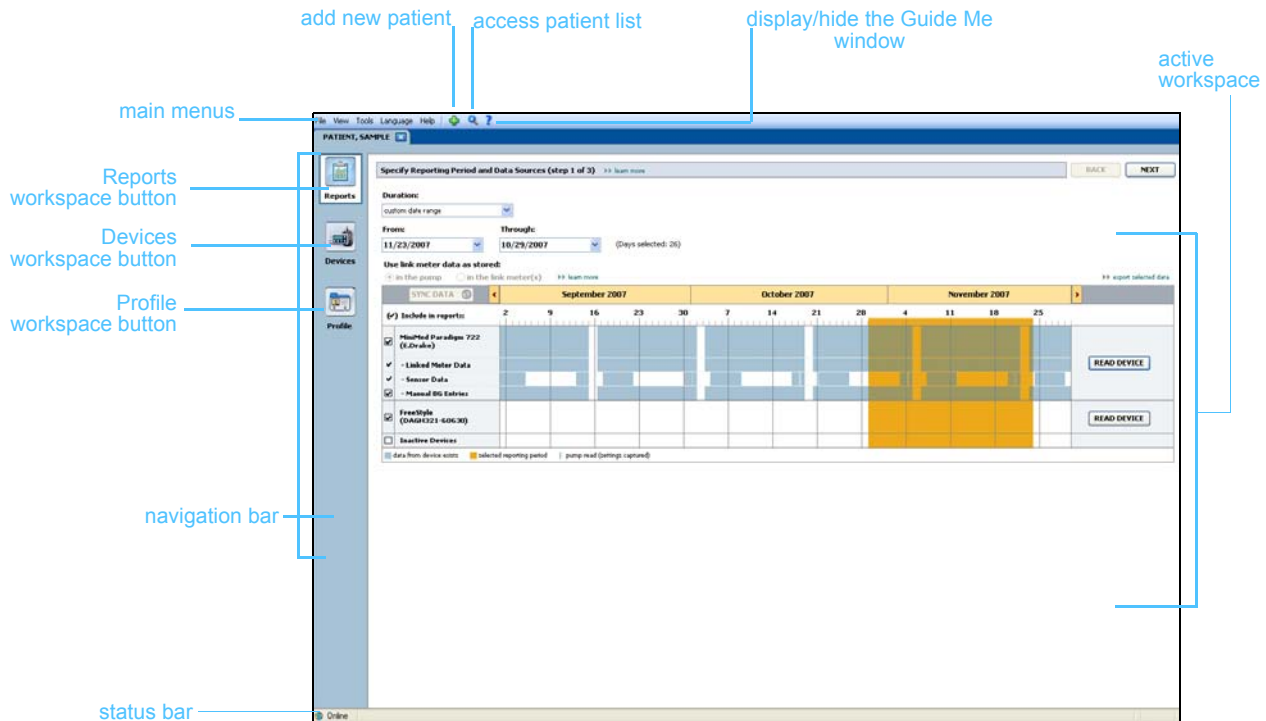 add new patient
access patient list
display/hide the Guide Me
window
active
workspace
main menus
Reports
workspace button
Devices
workspace button
Profile
workspace button
navigation bar
status bar
File View Tools Language Help
PATIENT, SAMPLE
Reports
Devices
Profile
Specify Reporting Period and Data Sources (step 1 of 3) >> learn more
BACK NEXT
Duration:
custom date range
From: Through:
11/23/2007 10/29/2007 (Days selected: 26)
Use link meter data as stored:
in the pump in the link meter(s) >> learn more
>> export selected data
SYNC DATA September 2007 October 2007 November 2007
(✓) Include in reports: 2 9 16 23 30 7 14 21 28 4 11 18 25
MiniMed Paradigm 722
(E.Drake)
- Linked Meter Data
- Sensor Data
- Manual BG Entries
READ DEVICE
FreeStyle
(DAGH321-60630)
READ DEVICE
Inactive Devices
data from device exists selected reporting period | pump read (settings captured)
Online